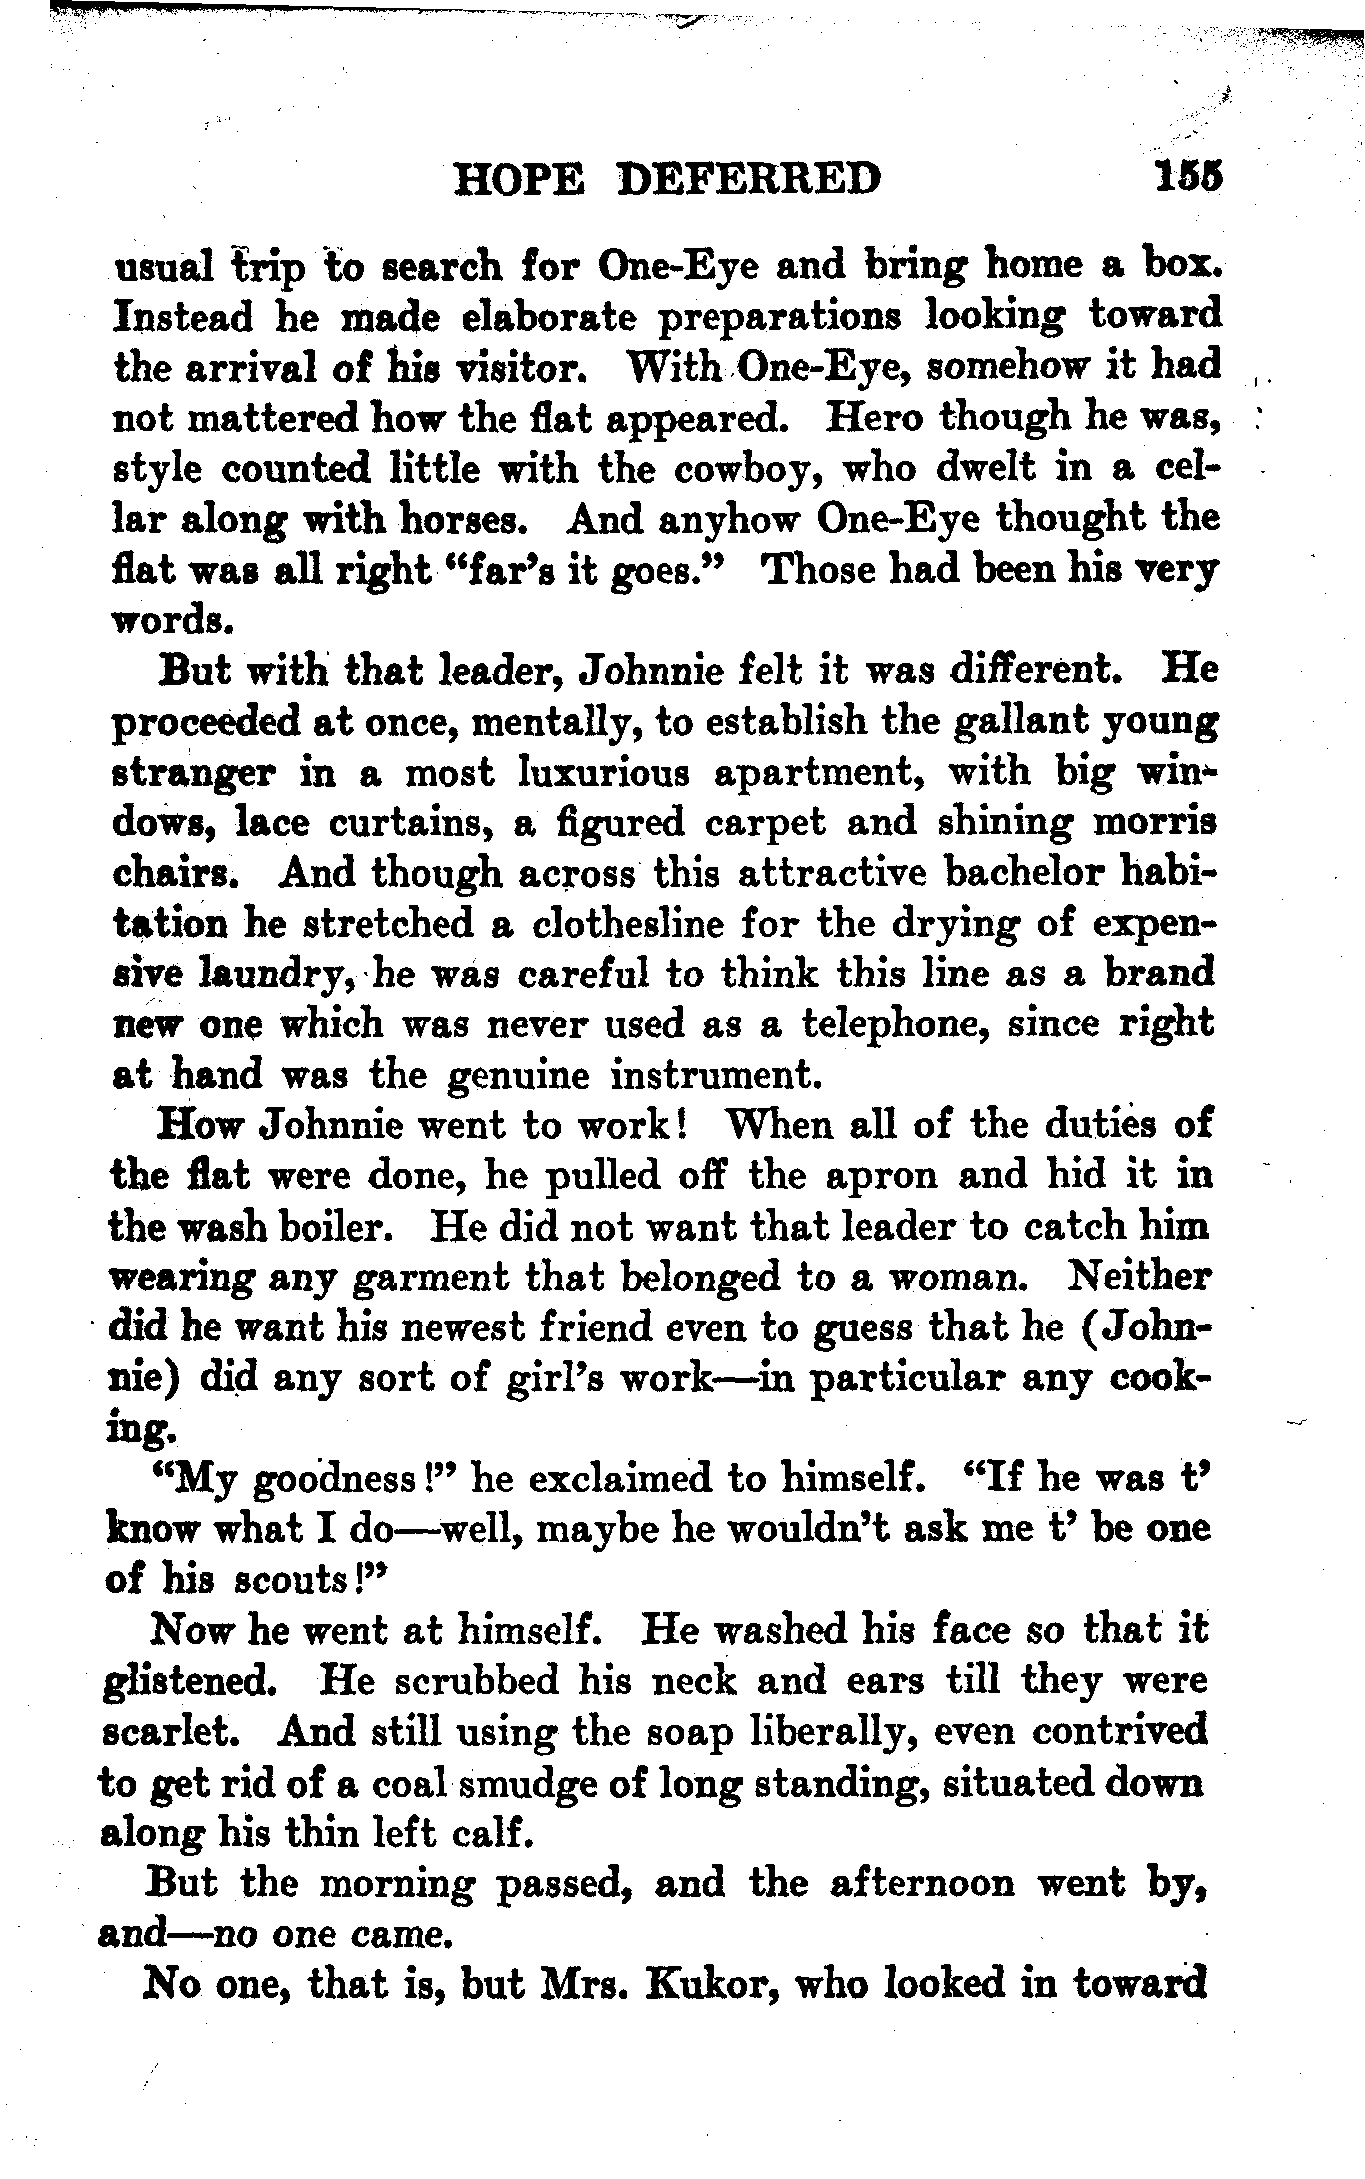 HOPE DEFERRED 155
usual trip to search for One-Eye and bring home a box.
Instead he made elaborate preparations looking toward
the arrival of his visitor. With One-Eye, somehow it had
not mattered how the flat appeared. Hero though he was,
style counted little with the cowboy, who dwelt in a cel-
lar along with horses. And anyhow One-Eye thought the
flat was all right “far’s it goes.” Those had been his very
words.
But with that leader, Johnnie felt it was different. He
proceeded at once, mentally, to establish the gallant young
stranger in a most luxurious apartment, with big win-
dows, lace curtains, a figured carpet and shining morris
chairs. And though across this attractive bachelor habi-
tation he stretched a clothesline for the drying of expen-
sive laundry, he was careful to think this line as a brand
new one which was never used as a telephone, since right
at hand was the genuine instrument.
How Johnnie went to work! When all of the duties of
the flat were done, he pulled off the apron and hid it in
the wash boiler. He did not want that leader to catch him
wearing any garment that belonged to a woman. Neither
did he want his newest friend even to guess that he (John-
nie) did any sort of girl’s work—in particular any cook-
ing.
“My goodness!” he exclaimed to himself. “If he was t’
know what I do—well, maybe he wouldn’t ask me t’ be one
of his scouts!”
Now he went at himself. He washed his face so that it
glistened. He scrubbed his neck and ears till they were
scarlet. And still using the soap liberally, even contrived
to get rid of a coal smudge of long standing, situated down
along his thin left calf.
But the morning passed, and the afternoon went by,
and—no one came.
No one, that is, but Mrs. Kukor, who looked in toward